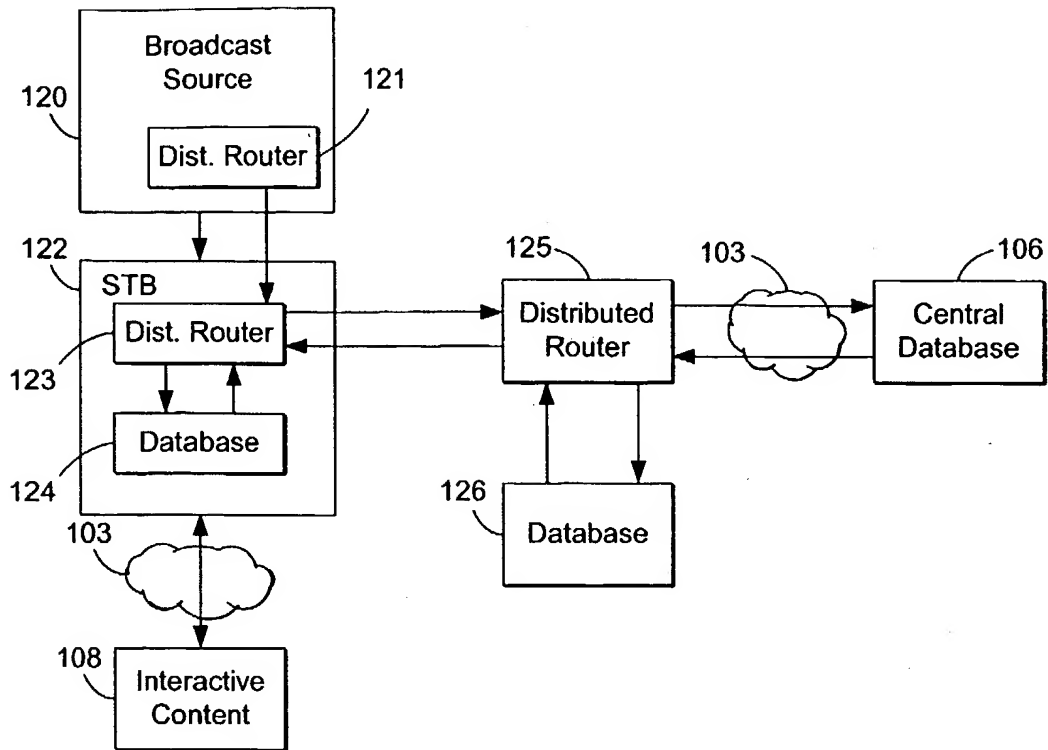 Broadcast
Source
120
121
Dist. Router
122
STB
125
103
106
Dist. Router
Distributed
Router
Central
Database
123
Database
124
126
Database
103
108
Interactive
Content